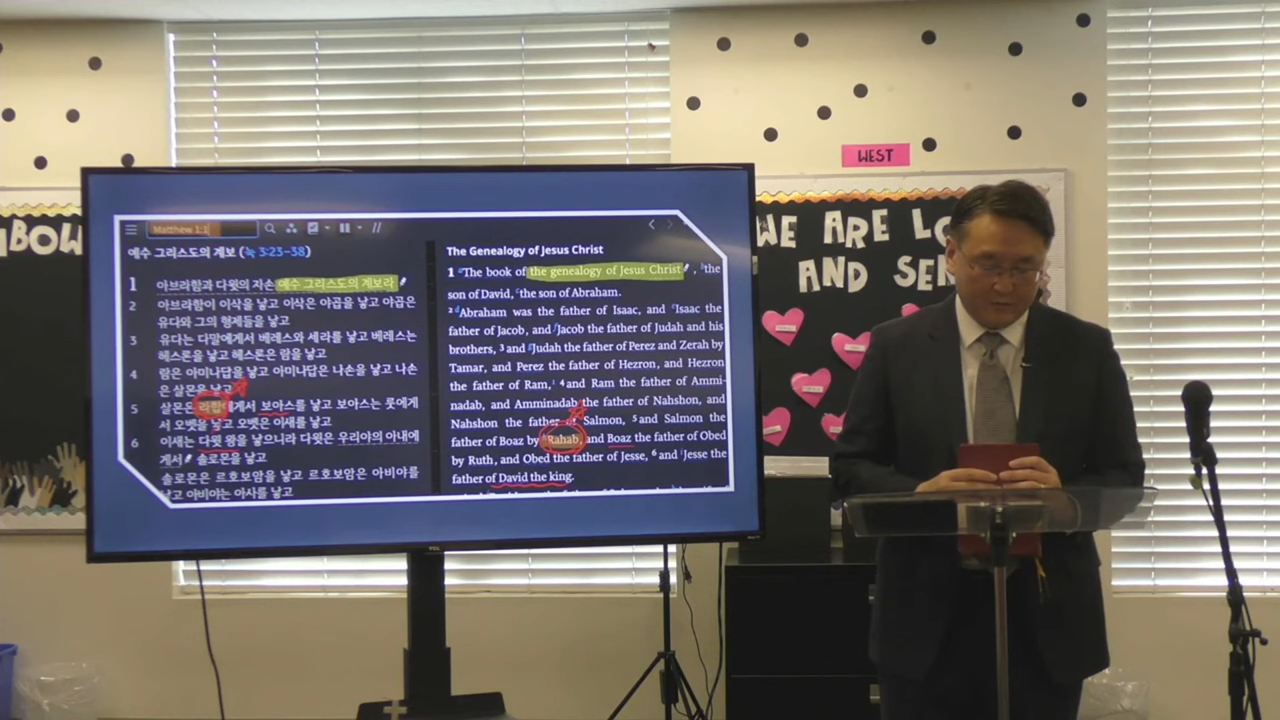 WEST
BOW
WE ARE LO
AND SER
Matthew 1:1
예수 그리스도의 계보 (눅 3:23-38)
1 아브라함과 다윗의 자손 예수 그리스도의 계보라
2 아브라함이 이삭을 낳고 이삭은 야곱을 낳고 야곱은
유다와 그의 형제들을 낳고
3 유다는 다말에게서 베레스와 세라를 낳고 베레스는
헤스론을 낳고 헤스론은 람을 낳고
4 람은 아미나답을 낳고 아미나답은 나손을 낳고 나손
은 살몬을 낳고
5 살몬은 라합에게서 보아스를 낳고 보아스는 룻에게
서 오벳을 낳고 오벳은 이새를 낳고
6 이새는 다윗 왕을 낳으니라 다윗은 우리야의 아내에
게서 솔로몬을 낳고
솔로몬은 르호보암을 낳고 르호보암은 아비야를
낳고 아비야는 아사를 낳고
The Genealogy of Jesus Christ
1 The book of the genealogy of Jesus Christ, the
son of David, the son of Abraham.
2 Abraham was the father of Isaac, and Isaac the
father of Jacob, and Jacob the father of Judah and his
brothers, 3 and Judah the father of Perez and Zerah by
Tamar, and Perez the father of Hezron, and Hezron
the father of Ram, 4 and Ram the father of Ammi-
nadab, and Amminadab the father of Nahshon, and
Nahshon the father of Salmon, 5 and Salmon the
father of Boaz by Rahab, and Boaz the father of Obed
by Ruth, and Obed the father of Jesse, 6 and Jesse the
father of David the king.
TCL